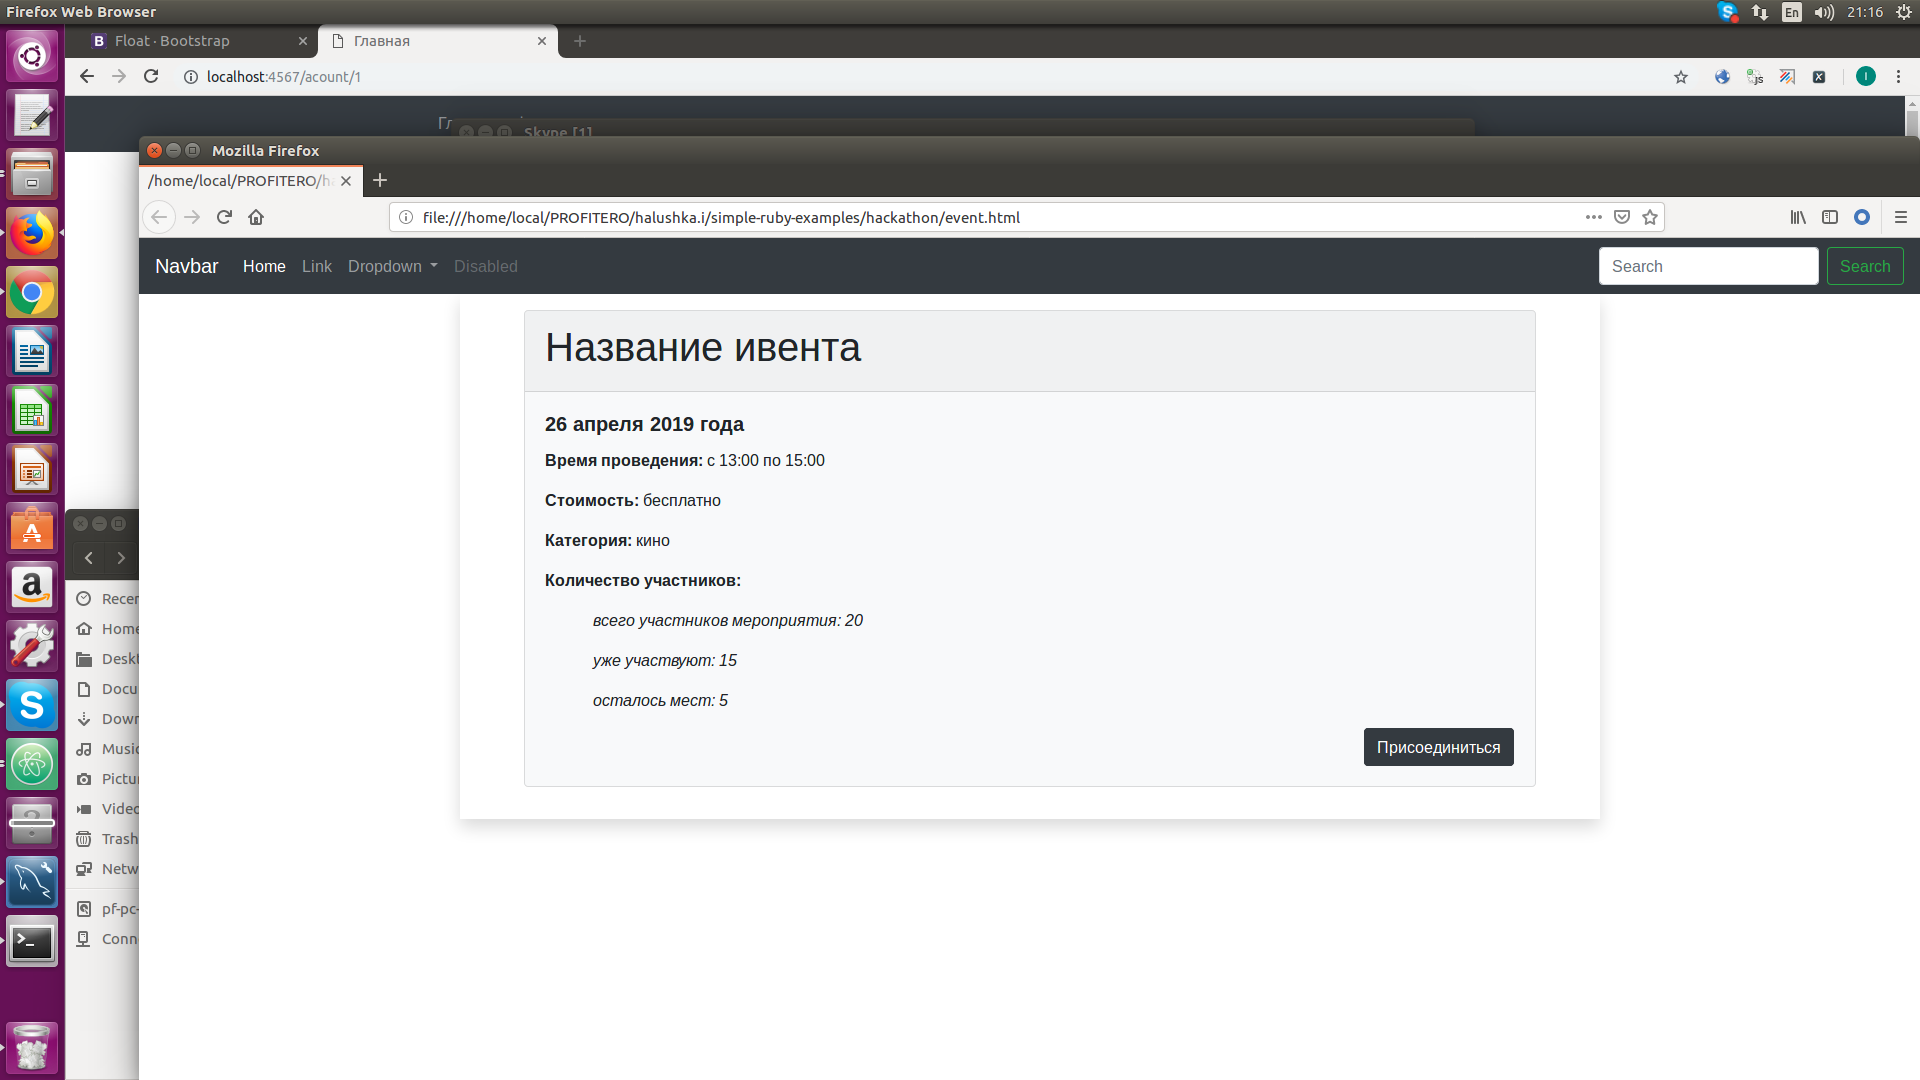 Firefox Web Browser
En
21:16
Float · Bootstrap
Главная
localhost:4567/acount/1
Skype [1]
Mozilla Firefox
/home/local/PROFITERO/h
file:///home/local/PROFITERO/halushka.i/simple-ruby-examples/hackathon/event.html
Navbar
Home
Link
Dropdown
Disabled
Search
Search
Название ивента
26 апреля 2019 года
Время проведения: с 13:00 по 15:00
Стоимость: бесплатно
Категория: кино
Количество участников:
всего участников мероприятия: 20
уже участвуют: 15
осталось мест: 5
Присоединиться
Recer
Home
Deskt
Docu
Down
Music
Pictu
Video
Trash
Netw
pf-pc-
Conn